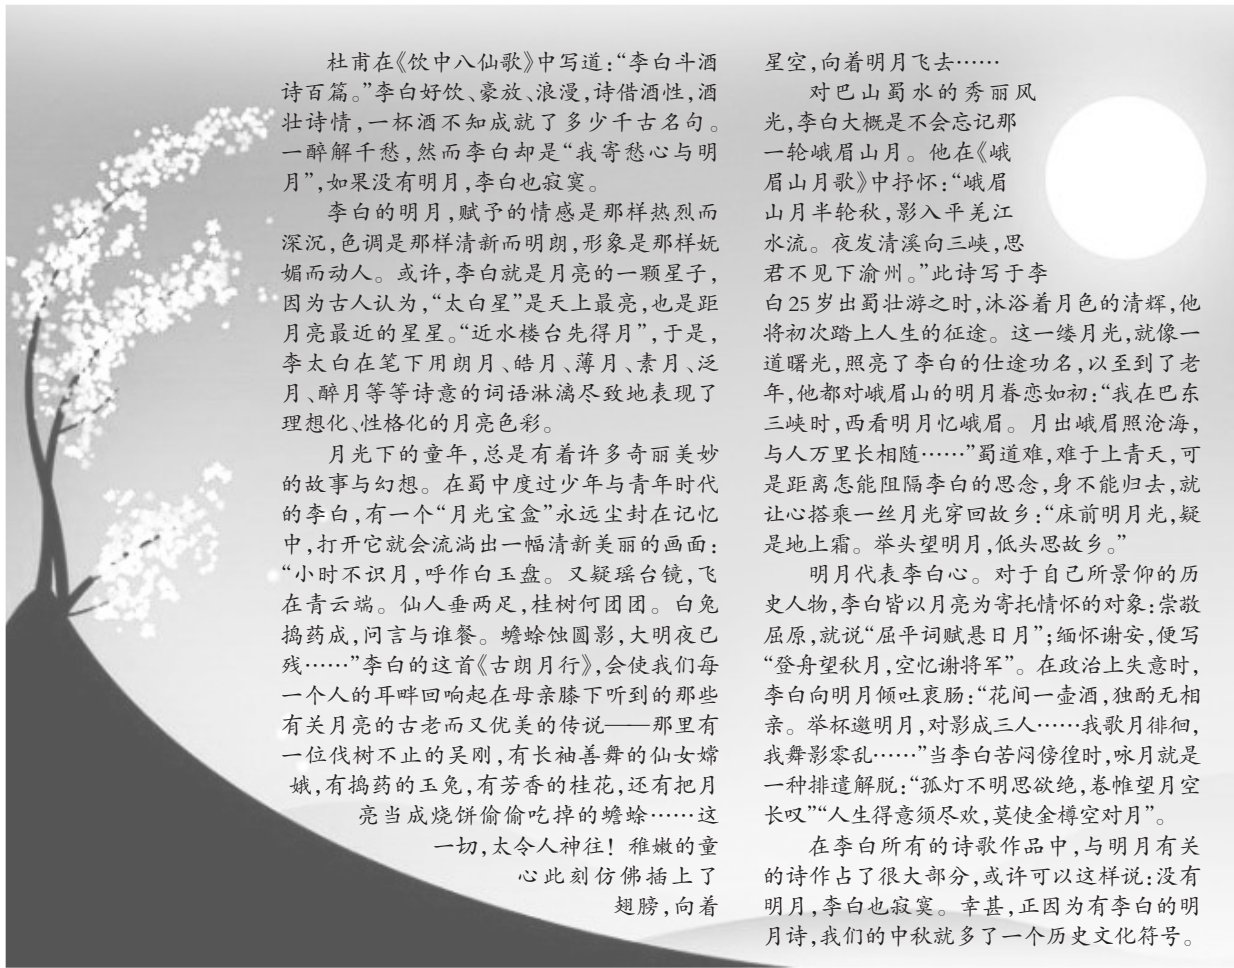 杜甫在《饮中八仙歌》中写道：“李白斗酒
诗百篇。”李白好饮、豪放、浪漫，诗借酒性，酒
壮诗情，一杯酒不知成就了多少千古名句。
一醉解千愁，然而李白却是“我寄愁心与明
月”，如果没有明月，李白也寂寞。
李白的明月，赋予的情感是那样热烈而
深沉，色调是那样清新而明朗，形象是那样妩
媚而动人。或许，李白就是月亮的一颗星子，
因为古人认为，“太白星”是天上最亮，也是距
月亮最近的星星。“近水楼台先得月”，于是，
李太白在笔下用朗月、皓月、薄月、素月、泛
月、醉月等等诗意的词语淋漓尽致地表现了
理想化、性格化的月亮色彩。
月光下的童年，总是有着许多奇丽美妙
的故事与幻想。在蜀中度过少年与青年时代
的李白，有一个“月光宝盒”永远尘封在记忆
中，打开它就会流淌出一幅清新美丽的画面：
“小时不识月，呼作白玉盘。又疑瑶台镜，飞
在青云端。仙人垂两足，桂树何团团。白兔
捣药成，问言与谁餐。蟾蜍蚀圆影，大明夜已
残……”李白的这首《古朗月行》，会使我们每
一个人的耳畔回响起在母亲膝下听到的那些
有关月亮的古老而又优美的传说——那里有
一位伐树不止的吴刚，有长袖善舞的仙女嫦
娥，有捣药的玉兔，有芳香的桂花，还有把月
亮当成烧饼偷偷吃掉的蟾蜍……这
一切，太令人神往！稚嫩的童
心此刻仿佛插上了
翅膀，向着
星空，向着明月飞去……
对巴山蜀水的秀丽风
光，李白大概是不会忘记那
一轮峨眉山月。他在《峨
眉山月歌》中抒怀：“峨眉
山月半轮秋，影入平羌江
水流。夜发清溪向三峡，思
君不见下渝州。”此诗写于李
白25岁出蜀壮游之时，沐浴着月色的清辉，他
将初次踏上人生的征途。这一缕月光，就像一
道曙光，照亮了李白的仕途功名，以至到了老
年，他都对峨眉山的明月眷恋如初：“我在巴东
三峡时，西看明月忆峨眉。月出峨眉照沧海，
与人万里长相随……”蜀道难，难于上青天，可
是距离怎能阻隔李白的思念，身不能归去，就
让心搭乘一丝月光穿回故乡：“床前明月光，疑
是地上霜。举头望明月，低头思故乡。”
明月代表李白心。对于自己所景仰的历
史人物，李白皆以月亮为寄托情怀的对象：崇敬
屈原，就说“屈平词赋悬日月”；缅怀谢安，便写
“登舟望秋月，空忆谢将军”。在政治上失意时，
李白向明月倾吐衷肠：“花间一壶酒，独酌无相
亲。举杯邀明月，对影成三人……我歌月徘徊，
我舞影零乱……”当李白苦闷傍徨时，咏月就是
一种排遣解脱：“孤灯不明思欲绝，卷帷望月空
长叹”“人生得意须尽欢，莫使金樽空对月”。
在李白所有的诗歌作品中，与明月有关
的诗作占了很大部分，或许可以这样说：没有
明月，李白也寂寞。幸甚，正因为有李白的明
月诗，我们的中秋就多了一个历史文化符号。